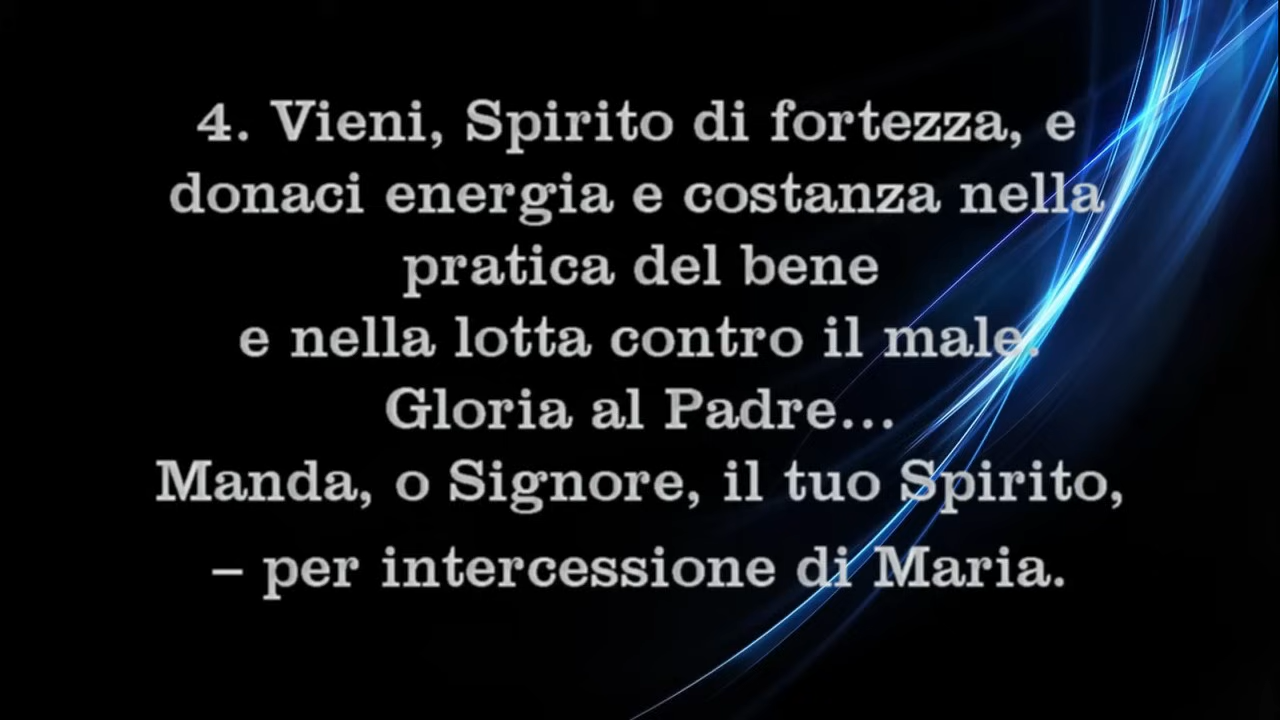 4. Vieni, Spirito di fortezza, e
donaci energia e costanza nella
pratica del bene
e nella lotta contro il male.
Gloria al Padre...
Manda, o Signore, il tuo Spirito,
– per intercessione di Maria.